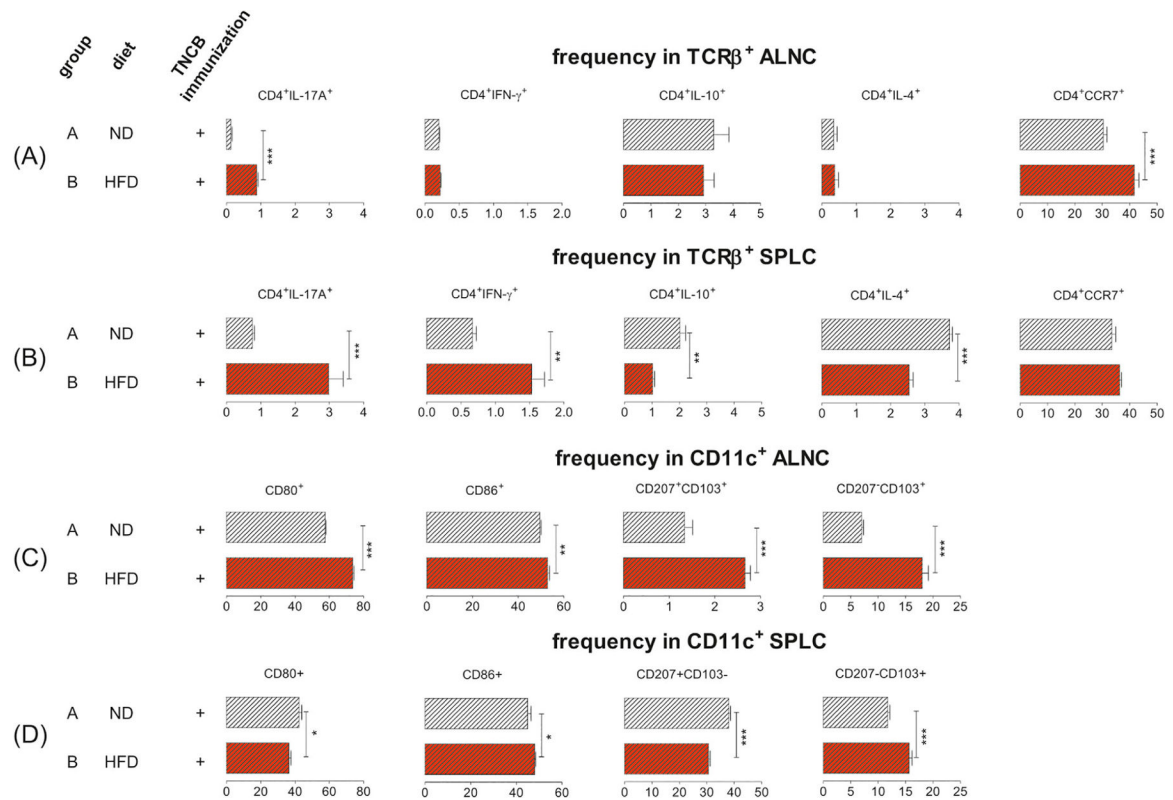 group diet TNCB immunization
frequency in TCRβ⁺ ALNC
CD4⁺IL-17A⁺ CD4⁺IFN-γ⁺ CD4⁺IL-10⁺ CD4⁺IL-4⁺ CD4⁺CCR7⁺
(A)
A ND +
B HFD +
*** ***
0 1 2 3 4 0.0 0.5 1.0 1.5 2.0 0 1 2 3 4 5 0 1 2 3 4 0 10 20 30 40 50
frequency in TCRβ⁺ SPLC
CD4⁺IL-17A⁺ CD4⁺IFN-γ⁺ CD4⁺IL-10⁺ CD4⁺IL-4⁺ CD4⁺CCR7⁺
(B)
A ND +
B HFD +
*** ** ** ***
0 1 2 3 4 0.0 0.5 1.0 1.5 2.0 0 1 2 3 4 5 0 1 2 3 4 0 10 20 30 40 50
frequency in CD11c⁺ ALNC
CD80⁺ CD86⁺ CD207⁺CD103⁺ CD207⁻CD103⁺
(C)
A ND +
B HFD +
*** ** *** ***
0 20 40 60 80 0 20 40 60 0 1 2 3 0 5 10 15 20 25
frequency in CD11c⁺ SPLC
CD80+ CD86+ CD207+CD103- CD207-CD103+
(D)
A ND +
B HFD +
* * *** ***
0 20 40 60 80 0 20 40 60 0 10 20 30 40 50 0 5 10 15 20 25